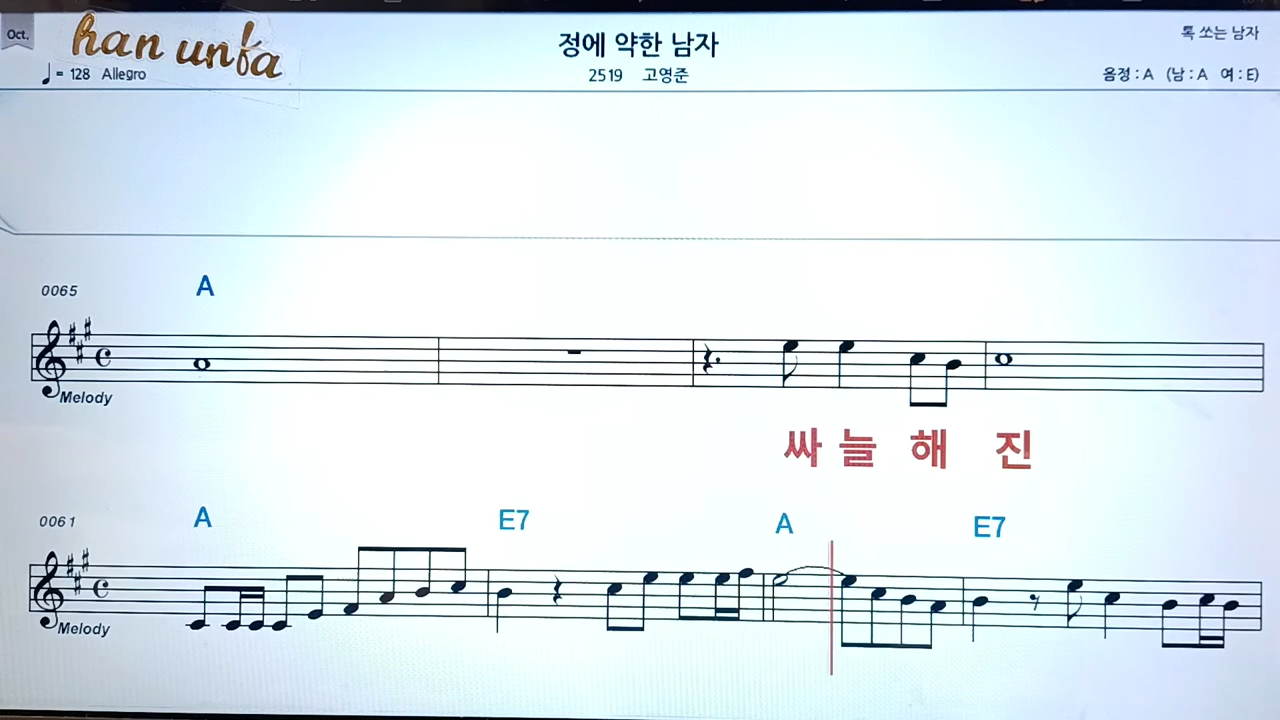 Oct.
han unfa
정에 약한 남자
톡 쏘는 남자
♩ = 128 Allegro
2519 고영준
음정 : A (남 : A 여 : E)
0065
A
Melody
싸 늘 해 진
0061
A E7 A E7
Melody